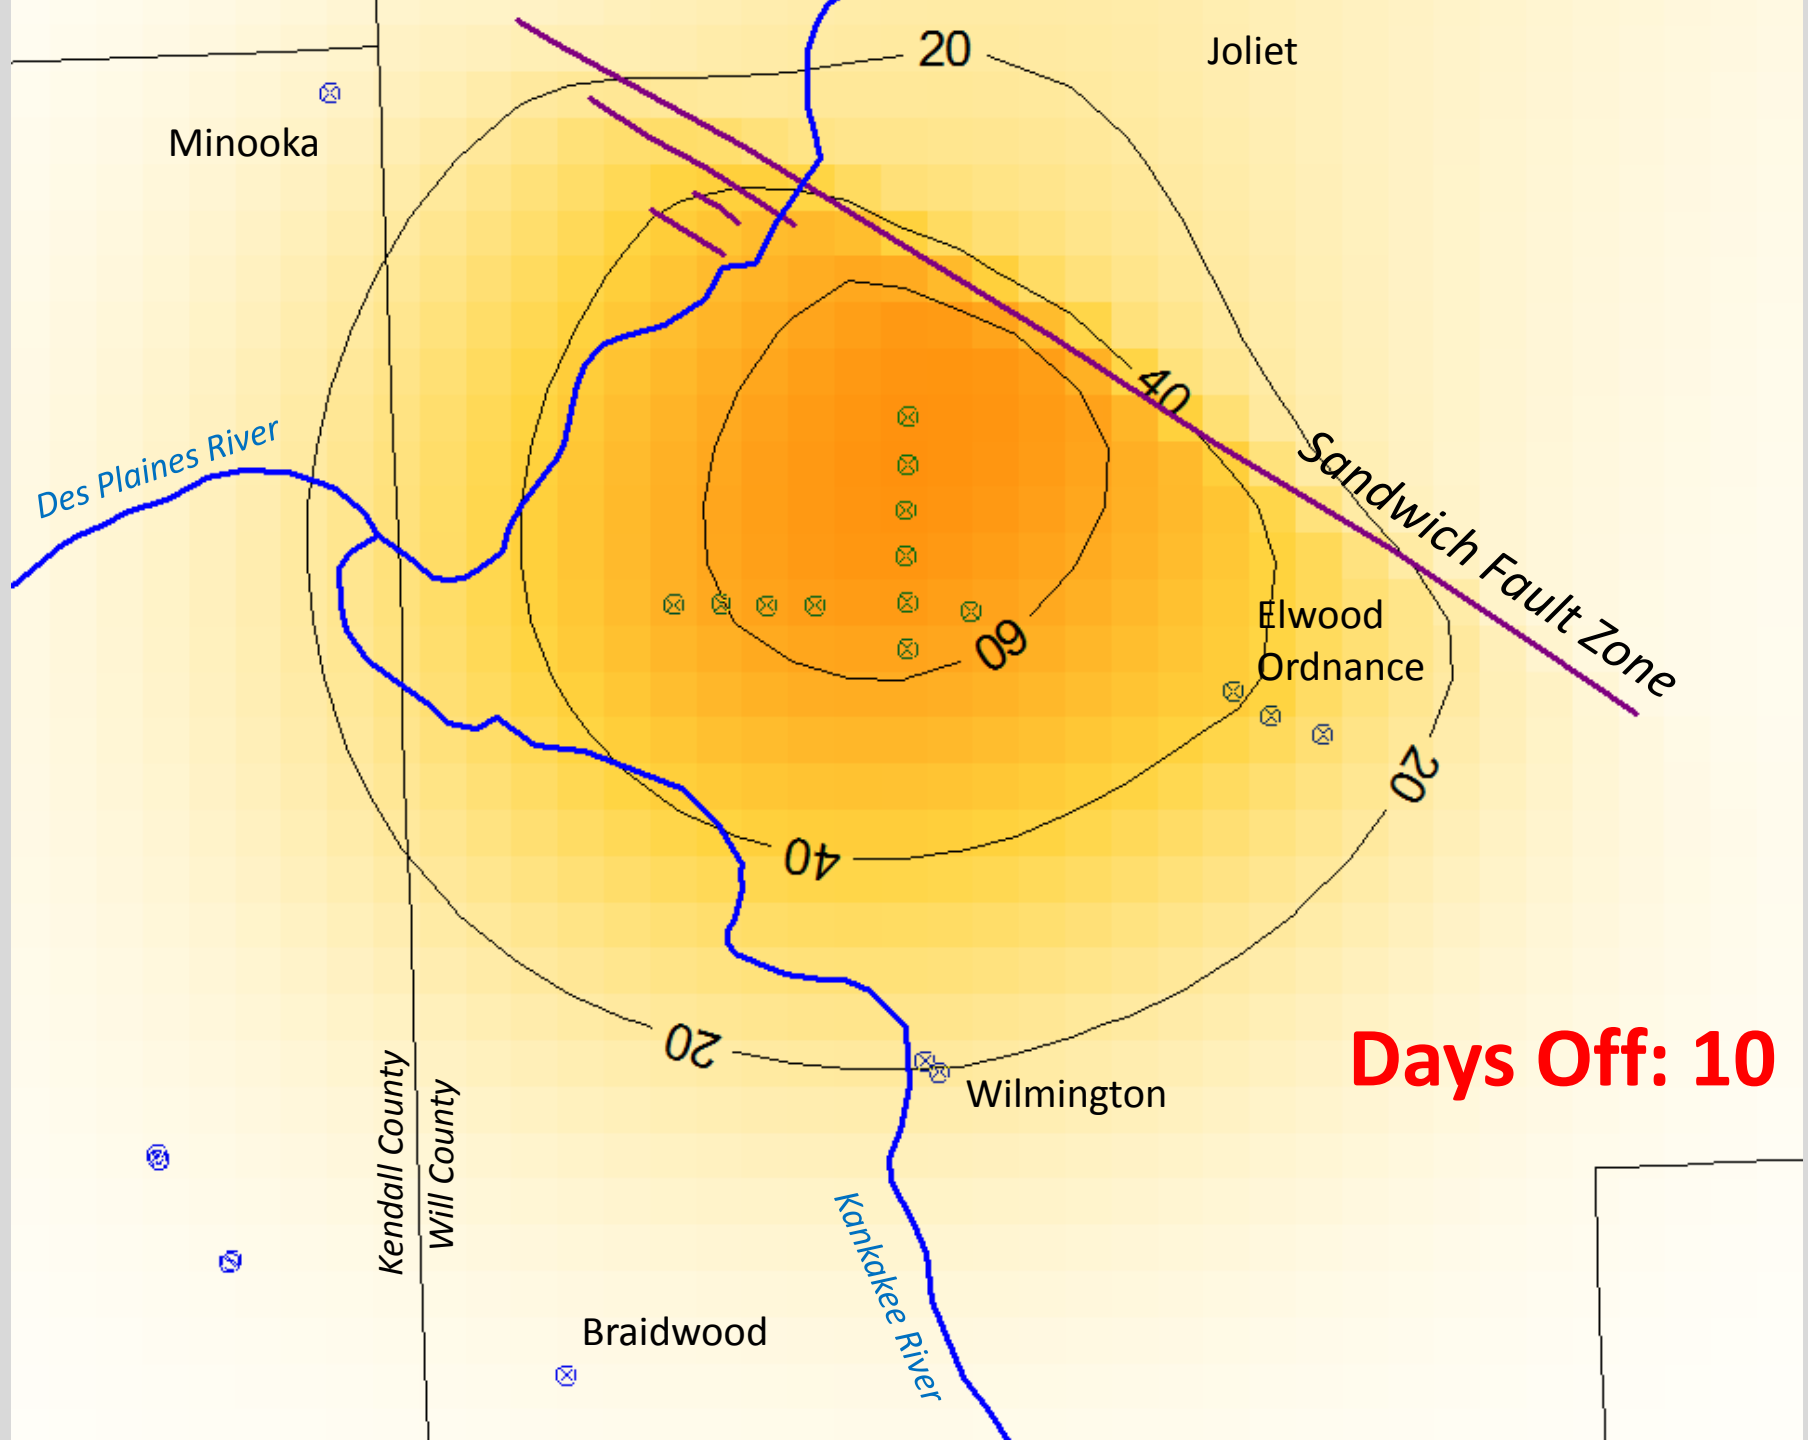 20
Joliet
Minooka
40
Des Plaines River
Sandwich Fault Zone
Elwood
Ordnance
60
20
40
20
Days Off: 10
Wilmington
Kendall County
Will County
Kankakee River
Braidwood